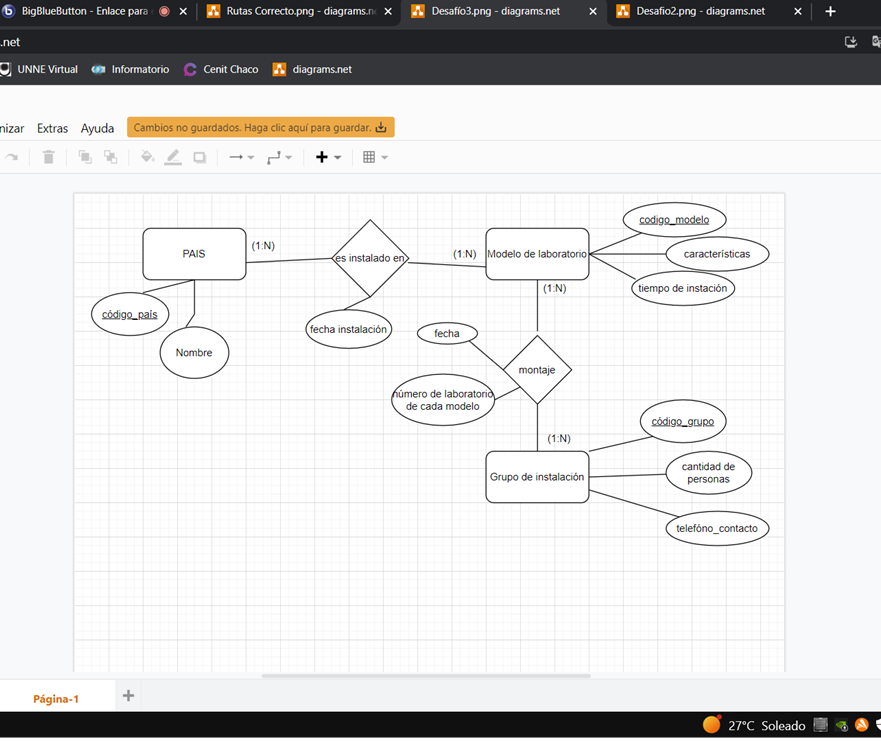 BigBlueButton - Enlace para
Rutas Correcto.png - diagrams.n
Desafío3.png - diagrams.net
Desafio2.png - diagrams.net
.net
UNNE Virtual
Informatorio
Cenit Chaco
diagrams.net
nizar
Extras
Ayuda
Cambios no guardados. Haga clic aquí para guardar.
codigo_modelo
(1:N)
PAIS
es instalado en
(1:N)
Modelo de laboratorio
características
(1:N)
tiempo de instación
código_país
fecha instalación
fecha
Nombre
montaje
número de laboratorio
de cada modelo
código_grupo
(1:N)
Grupo de instalación
cantidad de
personas
telefóno_contacto
Página-1
27°C Soleado